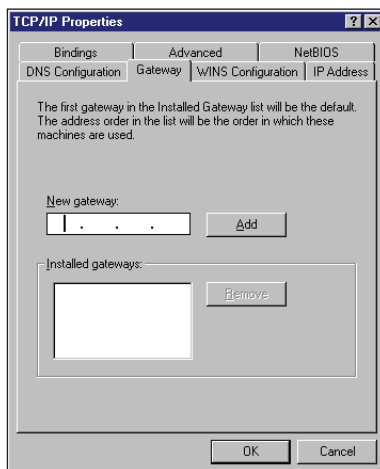 TCP/IP Properties
Bindings Advanced NetBIOS
DNS Configuration Gateway WINS Configuration IP Address
The first gateway in the Installed Gateway list will be the default.
The address order in the list will be the order in which these
machines are used.
New gateway:
. . .
Add
Installed gateways:
Remove
OK Cancel